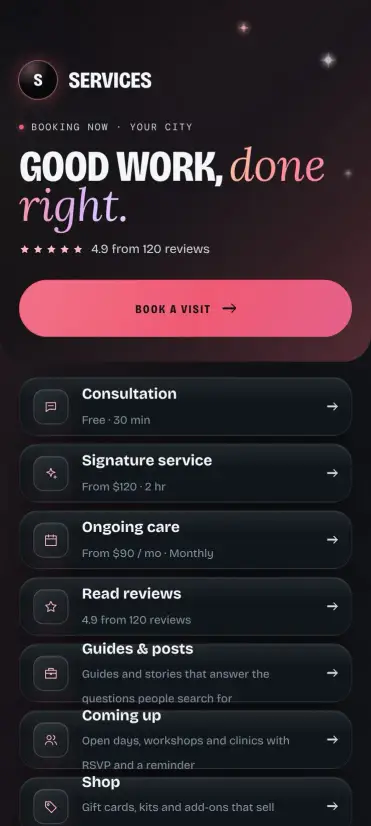 S
SERVICES
BOOKING NOW · YOUR CITY
GOOD WORK, done
right.
4.9 from 120 reviews
BOOK A VISIT
Consultation
Free · 30 min
Signature service
From $120 · 2 hr
Ongoing care
From $90 / mo · Monthly
Read reviews
4.9 from 120 reviews
Guides & posts
Guides and stories that answer the
questions people search for
Coming up
Open days, workshops and clinics with
RSVP and a reminder
Shop
Gift cards, kits and add-ons that sell